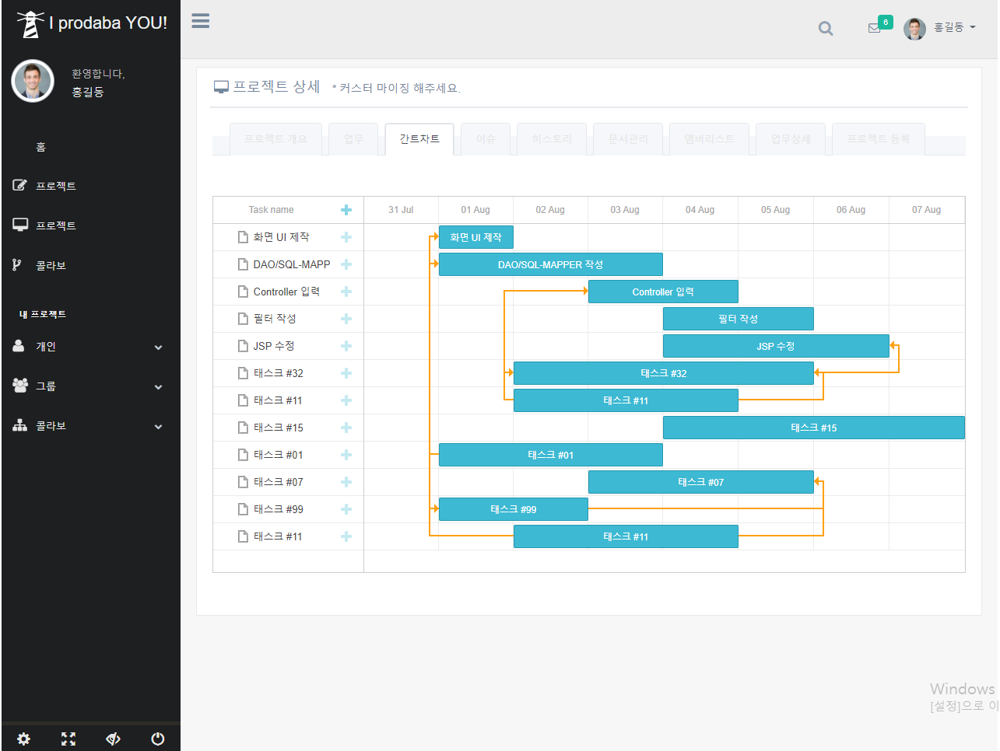 I prodaba YOU!
환영합니다,
홍길동
홈
프로젝트
프로젝트
콜라보
내 프로젝트
개인
그룹
콜라보
6
홍길동
프로젝트 상세 * 커스터 마이징 해주세요.
프로젝트 개요 업무 간트차트 이슈 히스토리 문서관리 멤버리스트 업무상세 프로젝트 등록
Task name 31 Jul 01 Aug 02 Aug 03 Aug 04 Aug 05 Aug 06 Aug 07 Aug
화면 UI 제작 화면 UI 제작
DAO/SQL-MAPP DAO/SQL-MAPPER 작성
Controller 입력 Controller 입력
필터 작성 필터 작성
JSP 수정 JSP 수정
태스크 #32 태스크 #32
태스크 #11 태스크 #11
태스크 #15 태스크 #15
태스크 #01 태스크 #01
태스크 #07 태스크 #07
태스크 #99 태스크 #99
태스크 #11 태스크 #11
Windows
[설정]으로 이